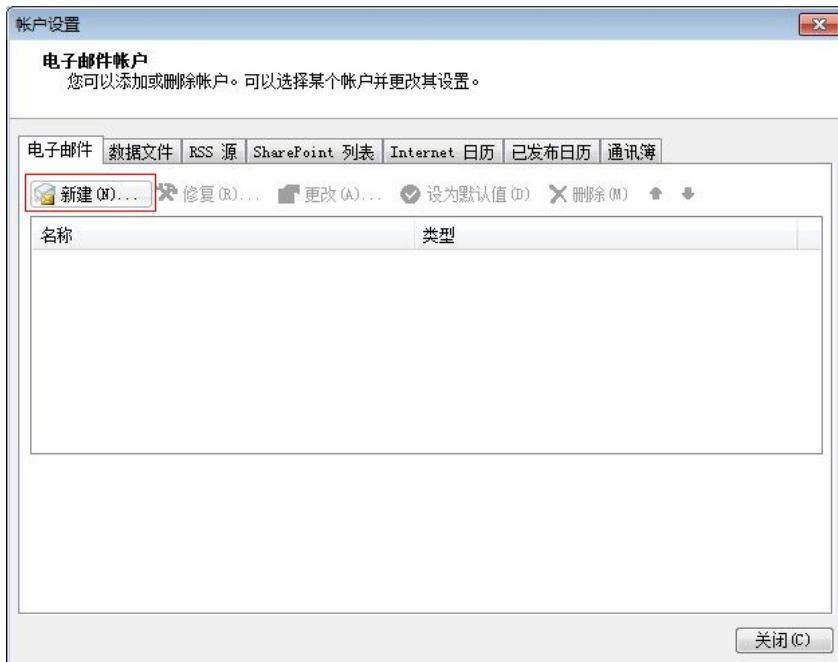 帐户设置
电子邮件帐户
您可以添加或删除帐户。可以选择某个帐户并更改其设置。
电子邮件 数据文件 RSS 源 SharePoint 列表 Internet 日历 已发布日历 通讯簿
新建(N)... 修复(R)... 更改(A)... 设为默认值(D) 删除(M)
名称 类型
关闭(C)